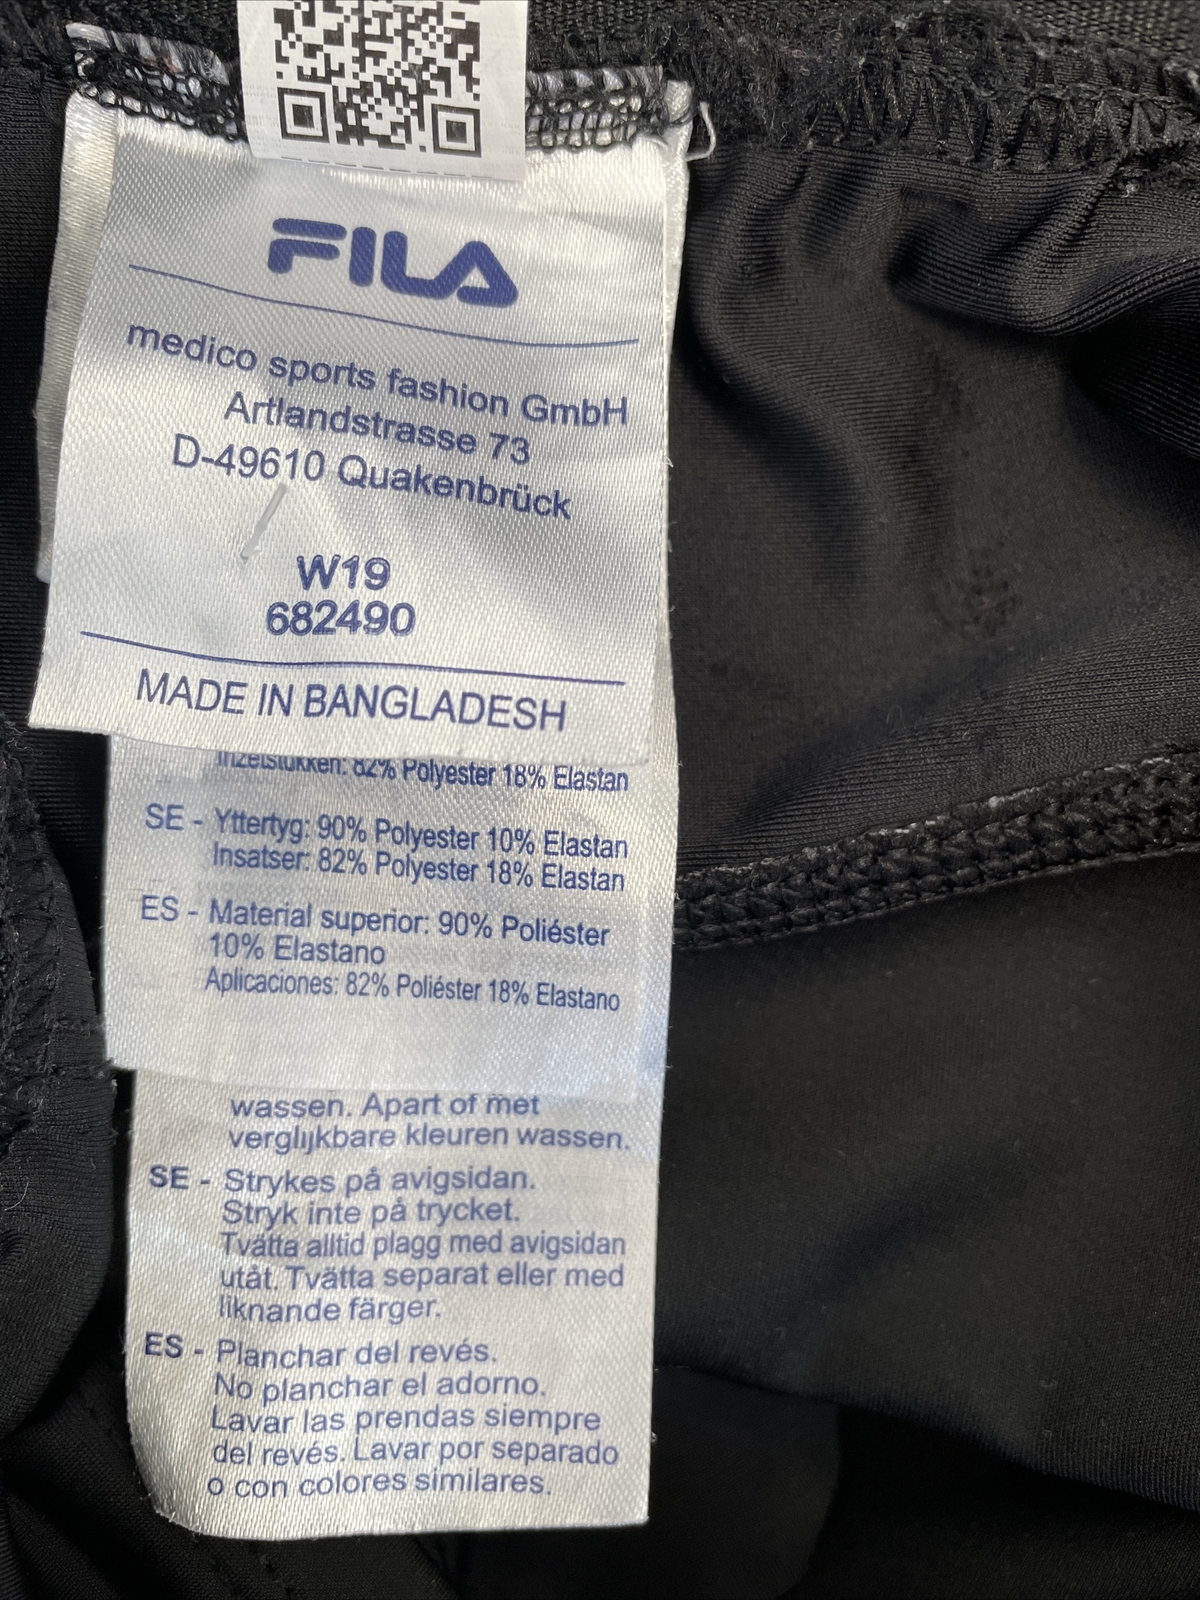 FILA
medico sports fashion GmbH
Artlandstrasse 73
D-49610 Quakenbrück
W19
682490
MADE IN BANGLADESH
Inzetstukken: 82% Polyester 18% Elastan
SE - Yttertyg: 90% Polyester 10% Elastan
Insatser: 82% Polyester 18% Elastan
ES - Material superior: 90% Poliéster
10% Elastano
Aplicaciones: 82% Poliéster 18% Elastano
wassen. Apart of met
verglijkbare kleuren wassen.
SE - Strykes på avigsidan.
Stryk inte på trycket.
Tvätta alltid plagg med avigsidan
utåt. Tvätta separat eller med
liknande färger.
ES - Planchar del revés.
No planchar el adorno.
Lavar las prendas siempre
del revés. Lavar por separado
o con colores similares.